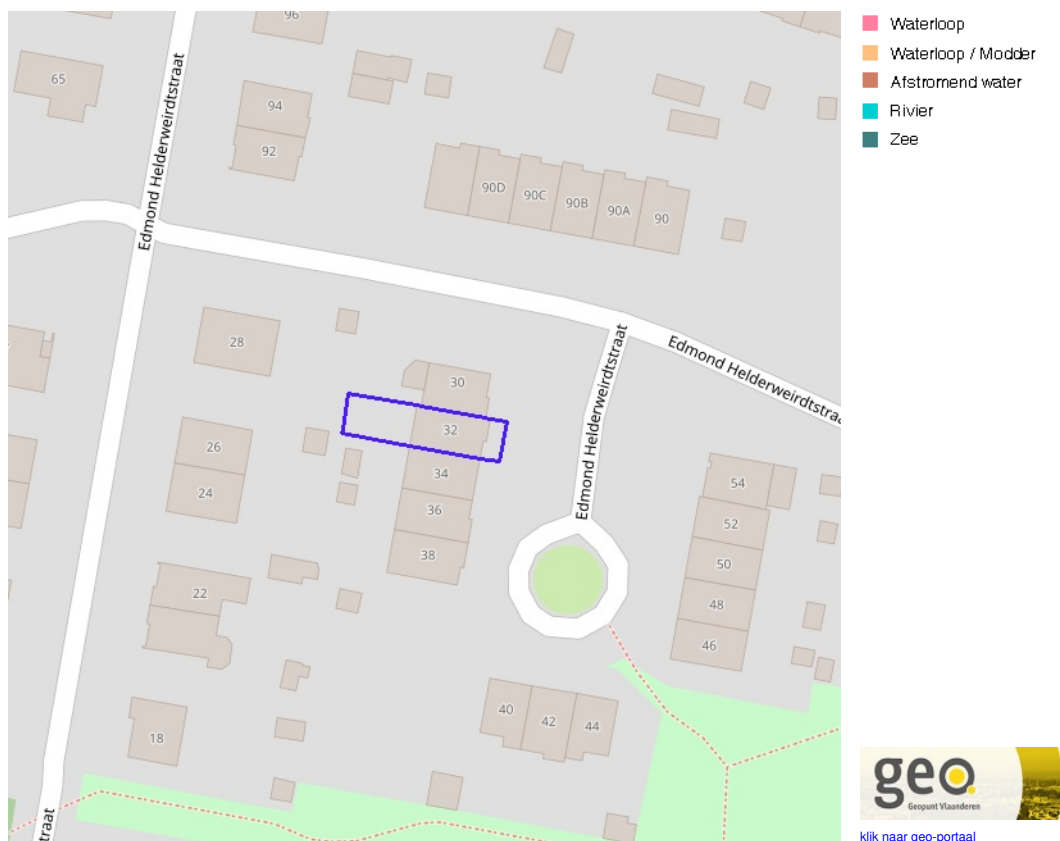 96
65
94
92
Edmond Helderweirdtstraat
90D
90C
90B
90A
90
28
30
32
34
36
38
26
24
22
18
Edmond Helderweirdtstraat
Edmond Helderweirdtstraa
54
52
50
48
46
40
42
44
straat
Waterloop
Waterloop / Modder
Afstromend water
Rivier
Zee
geo
Geopunt Vlaanderen
klik naar geo-portaal